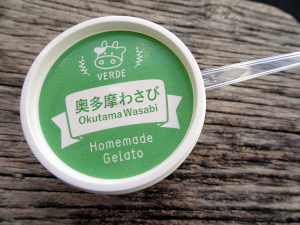 VERDE
奥多摩わさび
Okutama Wasabi
Homemade
Gelato